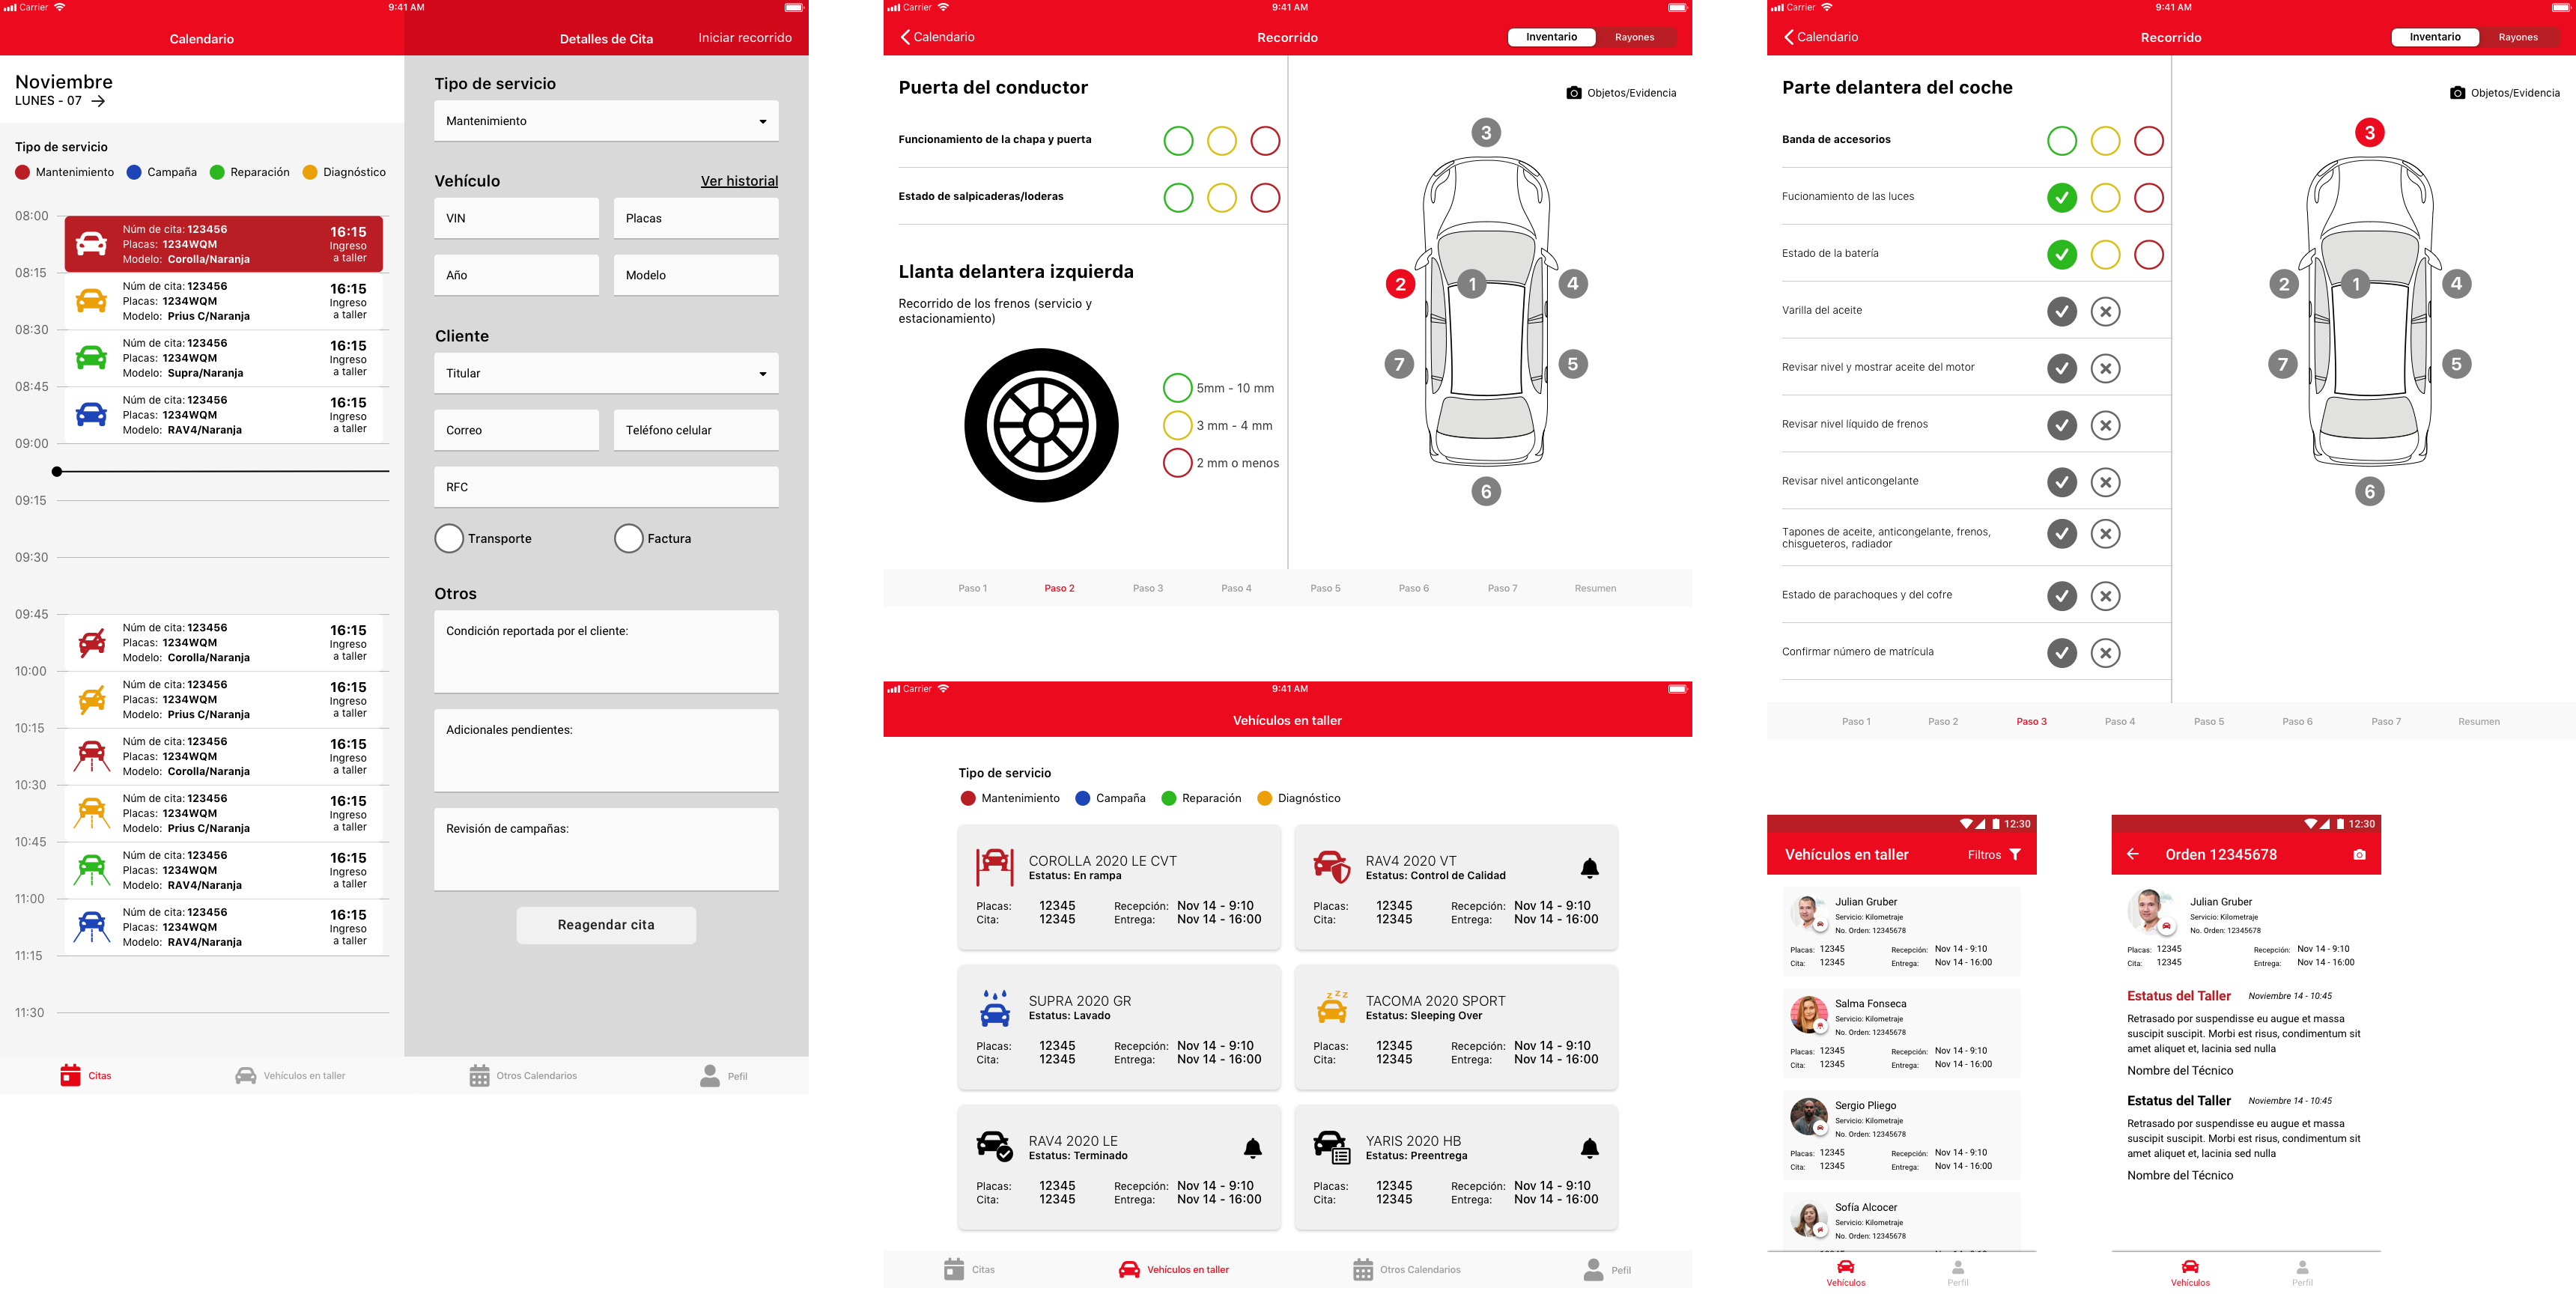 Carrier
9:41 AM
Calendario
Detalles de Cita
Iniciar recorrido
Noviembre
LUNES - 07
Tipo de servicio
Mantenimiento
Campaña
Reparación
Diagnóstico
08:00
Núm de cita: 123456
Placas: 1234WQM
Modelo: Corolla/Naranja
16:15
Ingreso
a taller
08:15
Núm de cita: 123456
Placas: 1234WQM
Modelo: Prius C/Naranja
16:15
Ingreso
a taller
08:30
Núm de cita: 123456
Placas: 1234WQM
Modelo: Supra/Naranja
16:15
Ingreso
a taller
08:45
Núm de cita: 123456
Placas: 1234WQM
Modelo: RAV4/Naranja
16:15
Ingreso
a taller
09:00
09:15
09:30
09:45
Núm de cita: 123456
Placas: 1234WQM
Modelo: Corolla/Naranja
16:15
Ingreso
a taller
10:00
Núm de cita: 123456
Placas: 1234WQM
Modelo: Prius C/Naranja
16:15
Ingreso
a taller
10:15
Núm de cita: 123456
Placas: 1234WQM
Modelo: Corolla/Naranja
16:15
Ingreso
a taller
10:30
Núm de cita: 123456
Placas: 1234WQM
Modelo: Prius C/Naranja
16:15
Ingreso
a taller
10:45
Núm de cita: 123456
Placas: 1234WQM
Modelo: RAV4/Naranja
16:15
Ingreso
a taller
11:00
Núm de cita: 123456
Placas: 1234WQM
Modelo: RAV4/Naranja
16:15
Ingreso
a taller
11:15
11:30
Tipo de servicio
Mantenimiento
Vehículo
Ver historial
VIN
Placas
Año
Modelo
Cliente
Titular
Correo
Teléfono celular
RFC
Transporte
Factura
Otros
Condición reportada por el cliente:
Adicionales pendientes:
Revisión de campañas:
Reagendar cita
Citas
Vehículos en taller
Otros Calendarios
Pefil
Carrier
9:41 AM
Calendario
Recorrido
Inventario
Rayones
Puerta del conductor
Objetos/Evidencia
Funcionamiento de la chapa y puerta
Estado de salpicaderas/loderas
Llanta delantera izquierda
Recorrido de los frenos (servicio y
estacionamiento)
5mm - 10 mm
3 mm - 4 mm
2 mm o menos
3
2
1
4
7
5
6
Paso 1
Paso 2
Paso 3
Paso 4
Paso 5
Paso 6
Paso 7
Resumen
Carrier
9:41 AM
Vehículos en taller
Tipo de servicio
Mantenimiento
Campaña
Reparación
Diagnóstico
COROLLA 2020 LE CVT
Estatus: En rampa
Placas: 12345
Recepción: Nov 14 - 9:10
Cita: 12345
Entrega: Nov 14 - 16:00
RAV4 2020 VT
Estatus: Control de Calidad
Placas: 12345
Recepción: Nov 14 - 9:10
Cita: 12345
Entrega: Nov 14 - 16:00
SUPRA 2020 GR
Estatus: Lavado
Placas: 12345
Recepción: Nov 14 - 9:10
Cita: 12345
Entrega: Nov 14 - 16:00
z z z
TACOMA 2020 SPORT
Estatus: Sleeping Over
Placas: 12345
Recepción: Nov 14 - 9:10
Cita: 12345
Entrega: Nov 14 - 16:00
RAV4 2020 LE
Estatus: Terminado
Placas: 12345
Recepción: Nov 14 - 9:10
Cita: 12345
Entrega: Nov 14 - 16:00
YARIS 2020 HB
Estatus: Preentrega
Placas: 12345
Recepción: Nov 14 - 9:10
Cita: 12345
Entrega: Nov 14 - 16:00
Citas
Vehículos en taller
Otros Calendarios
Pefil
Carrier
9:41 AM
Calendario
Recorrido
Inventario
Rayones
Parte delantera del coche
Objetos/Evidencia
Banda de accesorios
Fucionamiento de las luces
Estado de la batería
Varilla del aceite
Revisar nivel y mostrar aceite del motor
Revisar nivel líquido de frenos
Revisar nivel anticongelante
Tapones de aceite, anticongelante, frenos,
chisgueteros, radiador
Estado de parachoques y del cofre
Confirmar número de matrícula
3
2
1
4
7
5
6
Paso 1
Paso 2
Paso 3
Paso 4
Paso 5
Paso 6
Paso 7
Resumen
12:30
Vehículos en taller
Filtros
Julian Gruber
Servicio: Kilometraje
No. Orden: 12345678
Placas: 12345
Recepción: Nov 14 - 9:10
Cita: 12345
Entrega: Nov 14 - 16:00
Salma Fonseca
Servicio: Kilometraje
No. Orden: 12345678
Placas: 12345
Recepción: Nov 14 - 9:10
Cita: 12345
Entrega: Nov 14 - 16:00
Sergio Pliego
Servicio: Kilometraje
No. Orden: 12345678
Placas: 12345
Recepción: Nov 14 - 9:10
Cita: 12345
Entrega: Nov 14 - 16:00
Sofía Alcocer
Servicio: Kilometraje
No. Orden: 12345678
Vehículos
Perfil
12:30
Orden 12345678
Julian Gruber
Servicio: Kilometraje
No. Orden: 12345678
Placas: 12345
Recepción: Nov 14 - 9:10
Cita: 12345
Entrega: Nov 14 - 16:00
Estatus del Taller
Noviembre 14 - 10:45
Retrasado por suspendisse eu augue et massa
suscipit suscipit. Morbi est risus, condimentum sit
amet aliquet et, lacinia sed nulla
Nombre del Técnico
Estatus del Taller
Noviembre 14 - 10:45
Retrasado por suspendisse eu augue et massa
suscipit suscipit. Morbi est risus, condimentum sit
amet aliquet et, lacinia sed nulla
Nombre del Técnico
Vehículos
Perfil